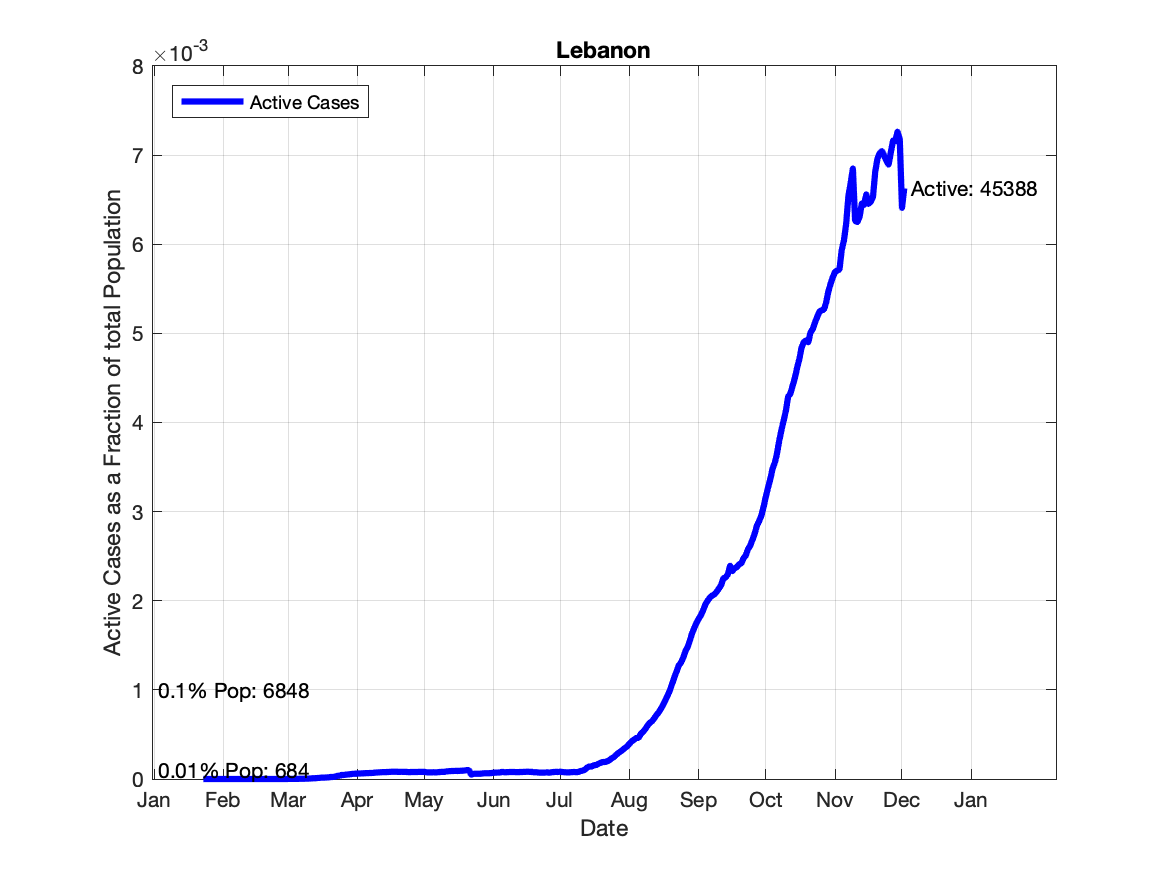 Lebanon
×10-3
Active Cases
8
7
6
5
4
3
2
1
0
Active Cases as a Fraction of total Population
Active: 45388
0.1% Pop: 6848
0.01% Pop: 684
Jan Feb Mar Apr May Jun Jul Aug Sep Oct Nov Dec Jan
Date